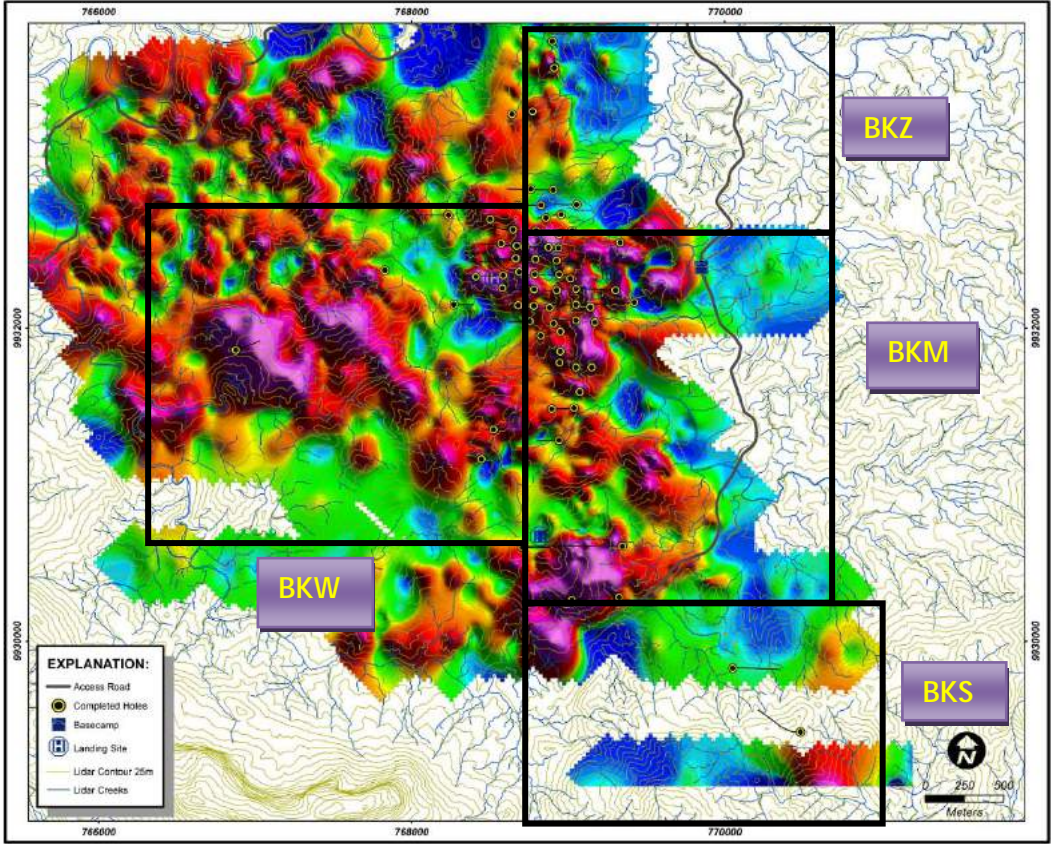 766000
768000
770000
BKZ
9932000
9932000
BKM
H
BKW
9930000
9930000
BKS
EXPLANATION:
Access Road
Completed Holes
Basecamp
H Landing Site
Lidar Contour 25m
Lidar Creeks
N
0 250 500
Meters
766000
768000
770000